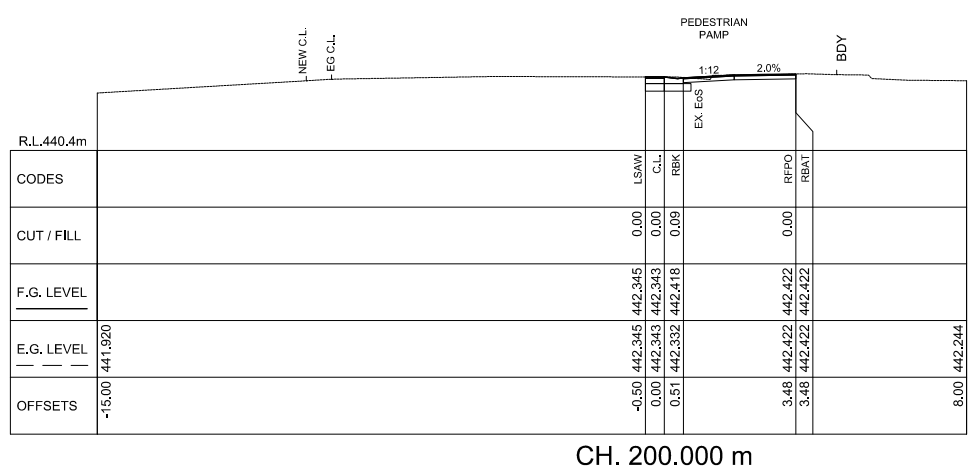 PEDESTRIAN
PAMP
NEW C.L.
EG C.L.
BDY
1:12
2.0%
EX. EoS
R.L.440.4m
CODES
LSAW
C.L.
RBK
RFPO
RBAT
CUT / FILL
0.00
0.00
0.09
0.00
F.G. LEVEL
442.345
442.343
442.418
442.422
442.422
E.G. LEVEL
441.920
442.345
442.343
442.332
442.422
442.422
442.244
OFFSETS
-15.00
-0.50
0.00
0.51
3.48
3.48
8.00
CH. 200.000 m